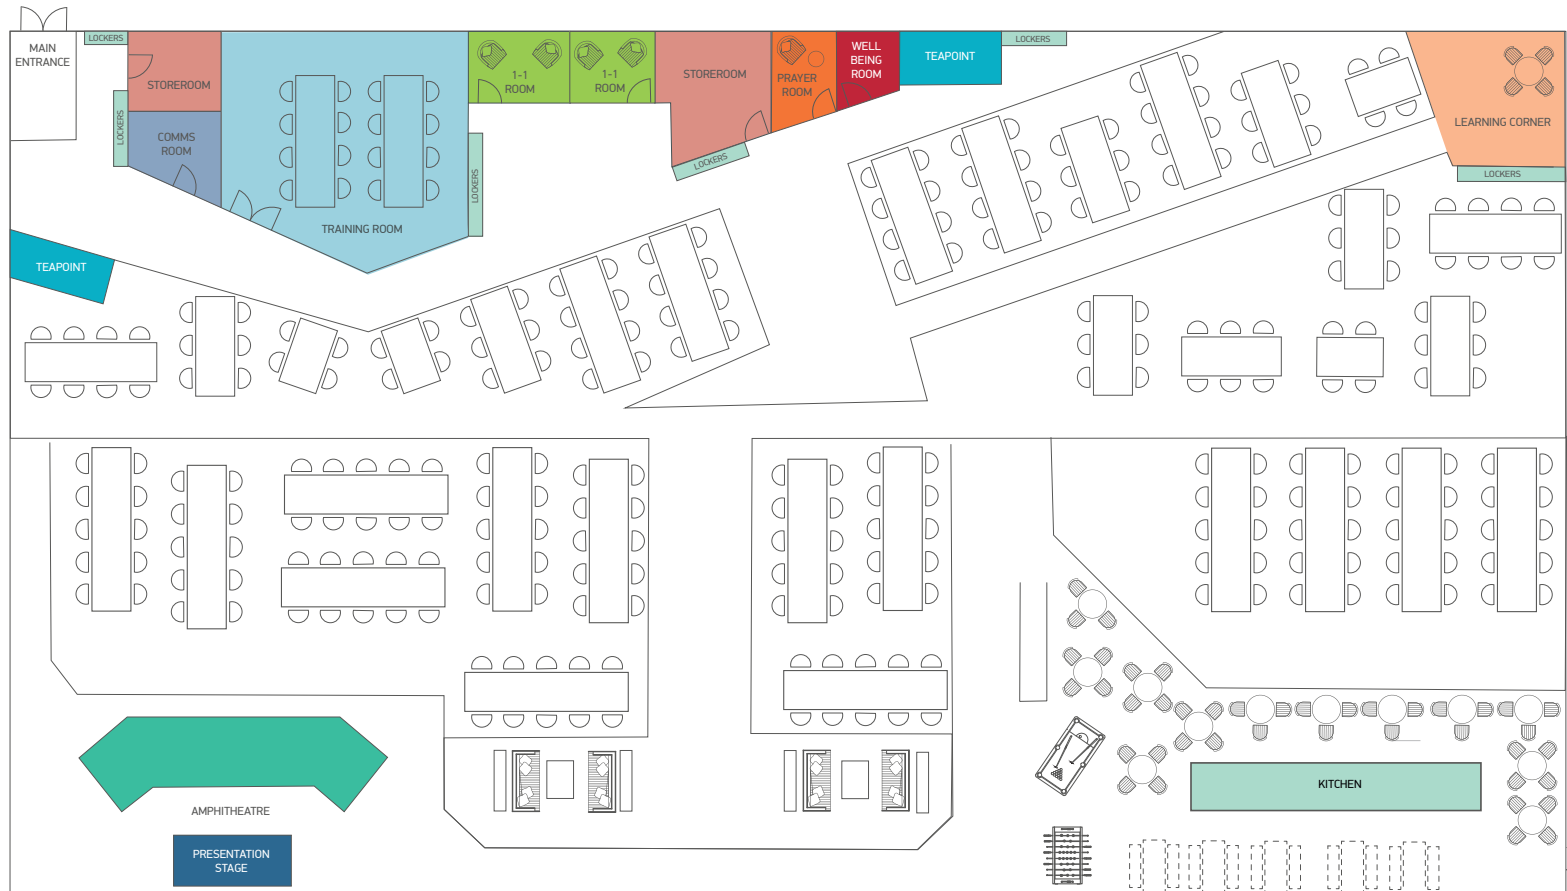 MAIN
ENTRANCE
LOCKERS
STOREROOM
LOCKERS
COMMS
ROOM
TRAINING ROOM
LOCKERS
1-1
ROOM
1-1
ROOM
STOREROOM
LOCKERS
PRAYER
ROOM
WELL
BEING
ROOM
TEAPOINT
LOCKERS
LEARNING CORNER
LOCKERS
TEAPOINT
AMPHITHEATRE
PRESENTATION
STAGE
KITCHEN